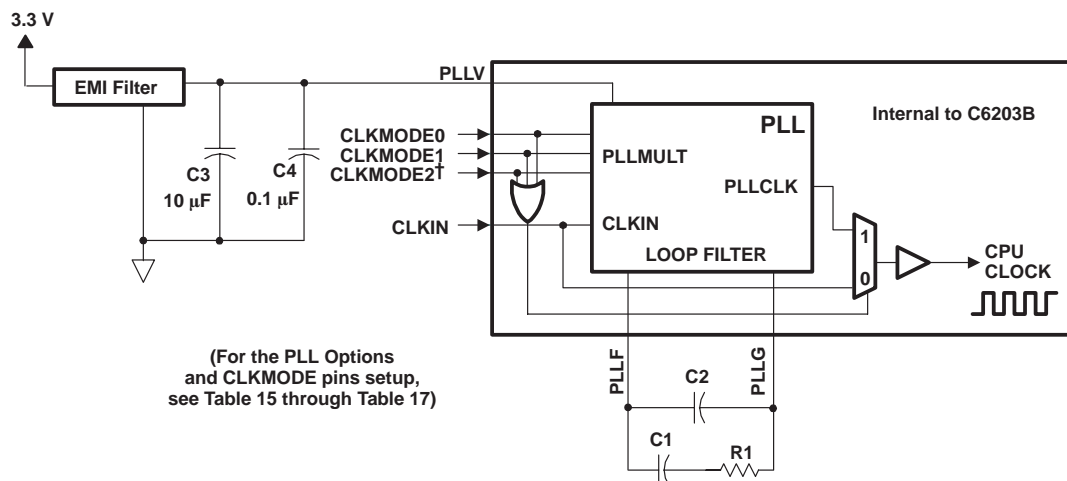 3.3 V
EMI Filter
PLLV
C3
10 µF
C4
0.1 µF
CLKMODE0
CLKMODE1
CLKMODE2†
CLKIN
PLL
PLLMULT
PLLCLK
CLKIN
LOOP FILTER
Internal to C6203B
1
0
CPU
CLOCK
(For the PLL Options
and CLKMODE pins setup,
see Table 15 through Table 17)
PLLF
PLLG
C2
C1
R1